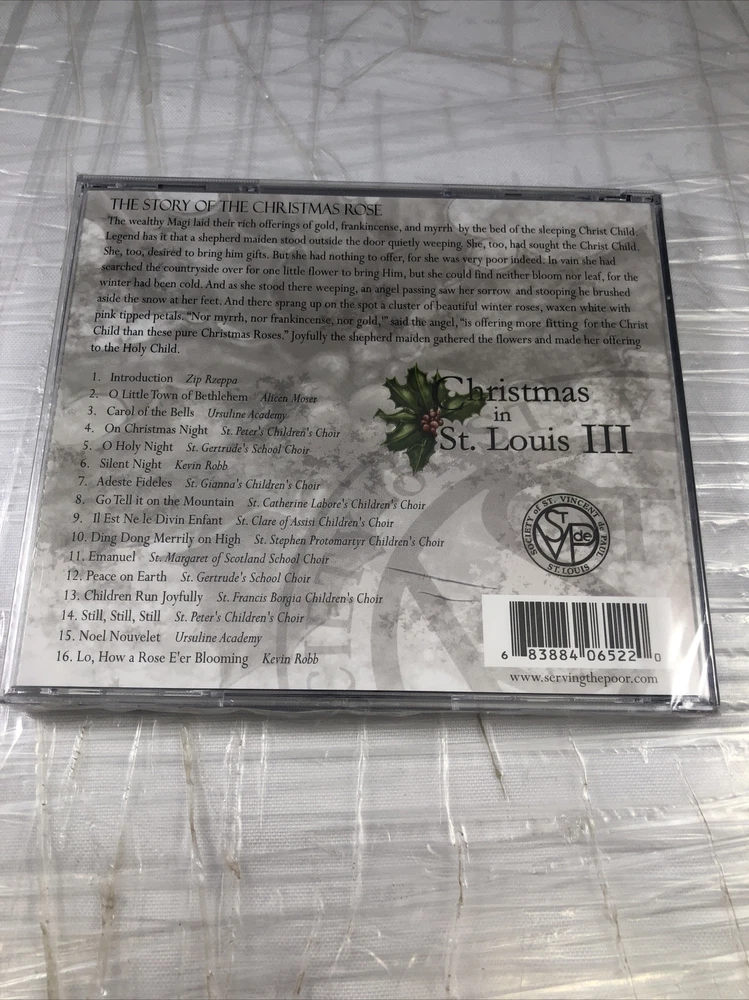 THE STORY OF THE CHRISTMAS ROSE
The wealthy Magi laid their rich offerings of gold, frankincense, and myrrh by the bed of the sleeping Christ Child.
Legend has it that a shepherd maiden stood outside the door quietly weeping. She, too, had sought the Christ Child.
She, too, desired to bring him gifts. But she had nothing to offer, for she was very poor indeed. In vain she had
searched the countryside over for one little flower to bring Him, but she could find neither bloom nor leaf, for the
winter had been cold. And as she stood there weeping, an angel passing saw her sorrow and stooping he brushed
aside the snow at her feet. And there sprang up on the spot a cluster of beautiful winter roses, waxen white with
pink tipped petals. "Nor myrrh, nor frankincense, nor gold,'" said the angel, "is offering more fitting for the Christ
Child than these pure Christmas Roses." Joyfully the shepherd maiden gathered the flowers and made her offering
to the Holy Child.
1. Introduction Zip Rzeppa
2. O Little Town of Bethlehem Alicen Moser
3. Carol of the Bells Ursuline Academy
4. On Christmas Night St. Peter's Children's Choir
5. O Holy Night St. Gertrude's School Choir
6. Silent Night Kevin Robb
7. Adeste Fideles St. Gianna's Children's Choir
8. Go Tell it on the Mountain St. Catherine Labore's Children's Choir
9. Il Est Ne le Divin Enfant St. Clare of Assisi Children's Choir
10. Ding Dong Merrily on High St. Stephen Protomartyr Children's Choir
11. Emanuel St. Margaret of Scotland School Choir
12. Peace on Earth St. Gertrude's School Choir
13. Children Run Joyfully St. Francis Borgia Children's Choir
14. Still, Still, Still St. Peter's Children's Choir
15. Noel Nouvelet Ursuline Academy
16. Lo, How a Rose E'er Blooming Kevin Robb
Christmas
in
St. Louis III
SOCIETY of ST. VINCENT de PAUL
ST. LOUIS
ST
V de
P
6 83884 06522 0
www.servingthepoor.com